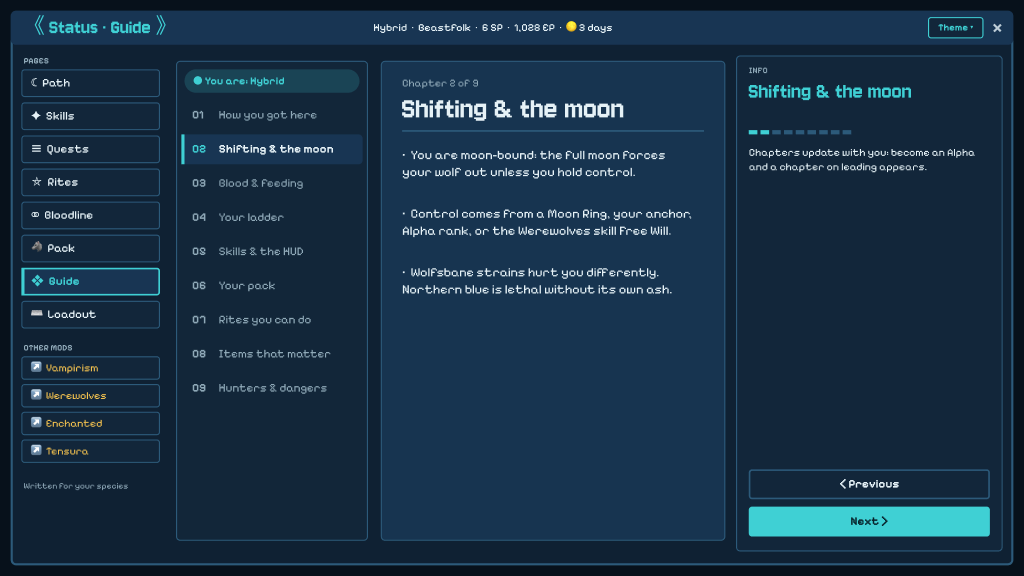 Status · Guide
Hybrid · Beastfolk · 6 SP · 1,028 EP · 3 days
Theme
PAGES
Path
Skills
Quests
Rites
Bloodline
Pack
Guide
Loadout
OTHER MODS
Vampirism
Werewolves
Enchanted
Tensura
Written for your species
You are: Hybrid
01 How you got here
02 Shifting & the moon
03 Blood & feeding
04 Your ladder
05 Skills & the HUD
06 Your pack
07 Rites you can do
08 Items that matter
09 Hunters & dangers
Chapter 2 of 9
Shifting & the moon
· You are moon-bound: the full moon forces
your wolf out unless you hold control.
· Control comes from a Moon Ring, your anchor,
Alpha rank, or the Werewolves skill Free Will.
· Wolfsbane strains hurt you differently.
Northern blue is lethal without its own ash.
INFO
Shifting & the moon
Chapters update with you: become an Alpha
and a chapter on leading appears.
Previous
Next